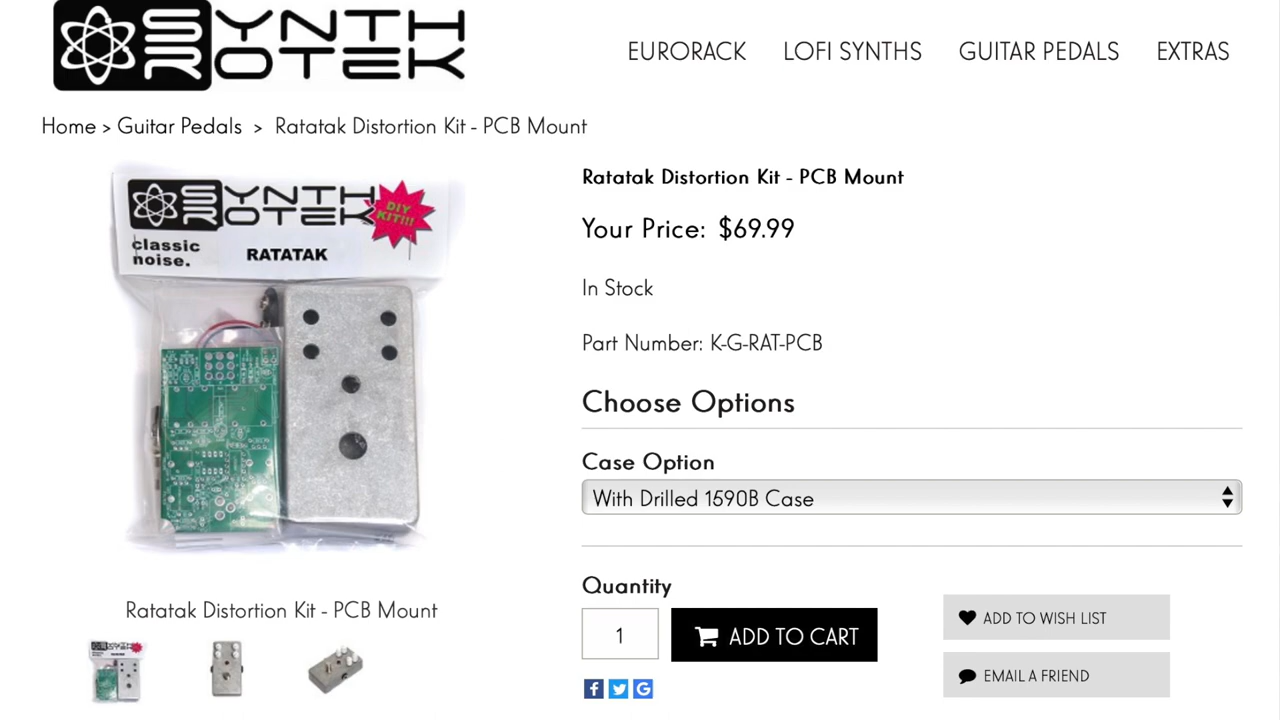 SYNTH
ROTEK
EURORACK
LOFI SYNTHS
GUITAR PEDALS
EXTRAS
Home > Guitar Pedals > Ratatak Distortion Kit - PCB Mount
SYNTH
ROTEK
DIY
KIT!!!
classic
noise.
RATATAK
Ratatak Distortion Kit - PCB Mount
Ratatak Distortion Kit - PCB Mount
Your Price: $69.99
In Stock
Part Number: K-G-RAT-PCB
Choose Options
Case Option
With Drilled 1590B Case
Quantity
1
ADD TO CART
ADD TO WISH LIST
EMAIL A FRIEND